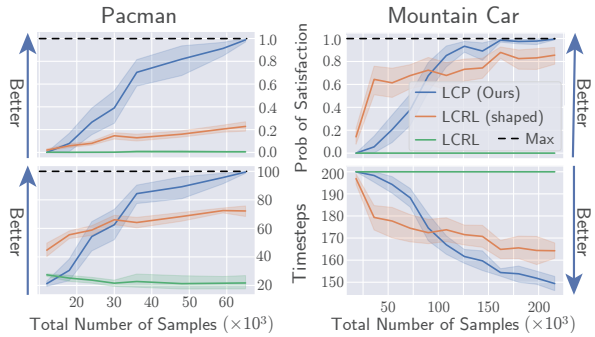 Pacman
Mountain Car
Better
1.0
0.8
0.6
0.4
0.2
0.0
Prob of Satisfaction
1.0
0.8
0.6
0.4
0.2
0.0
LCP (Ours)
LCRL (shaped)
LCRL
Max
Better
Better
100
80
60
40
20
Timesteps
200
190
180
170
160
150
Better
20
30
40
50
60
50
100
150
200
Total Number of Samples (×10³)
Total Number of Samples (×10³)